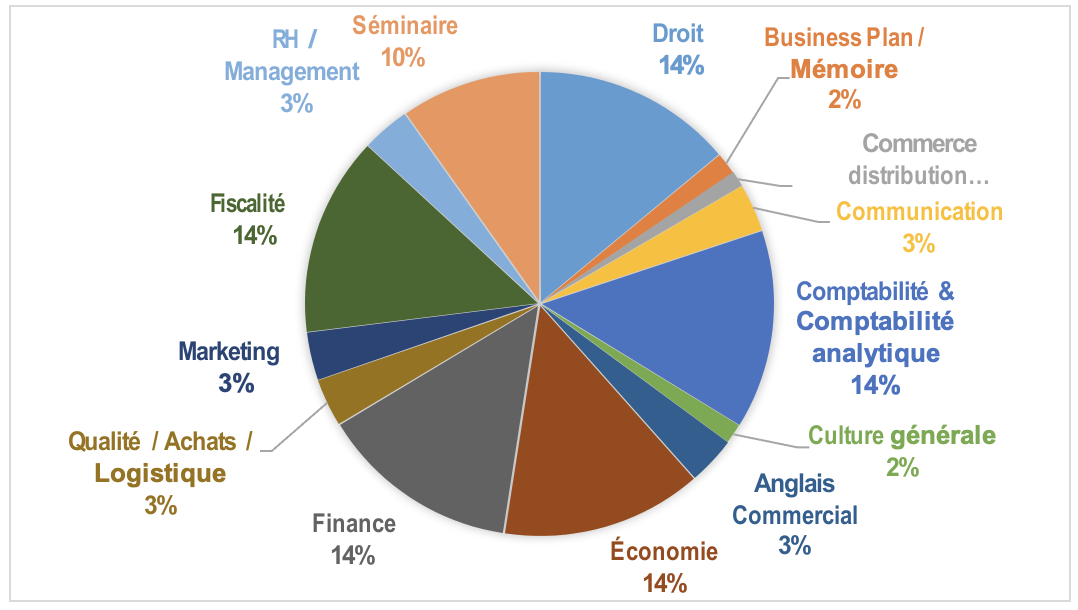 Séminaire
10%
RH /
Management
3%
Droit
14%
Business Plan /
Mémoire
2%
Commerce
distribution…
Communication
3%
Fiscalité
14%
Comptabilité &
Comptabilité
analytique
14%
Marketing
3%
Culture générale
2%
Qualité / Achats /
Logistique
3%
Anglais
Commercial
3%
Finance
14%
Économie
14%